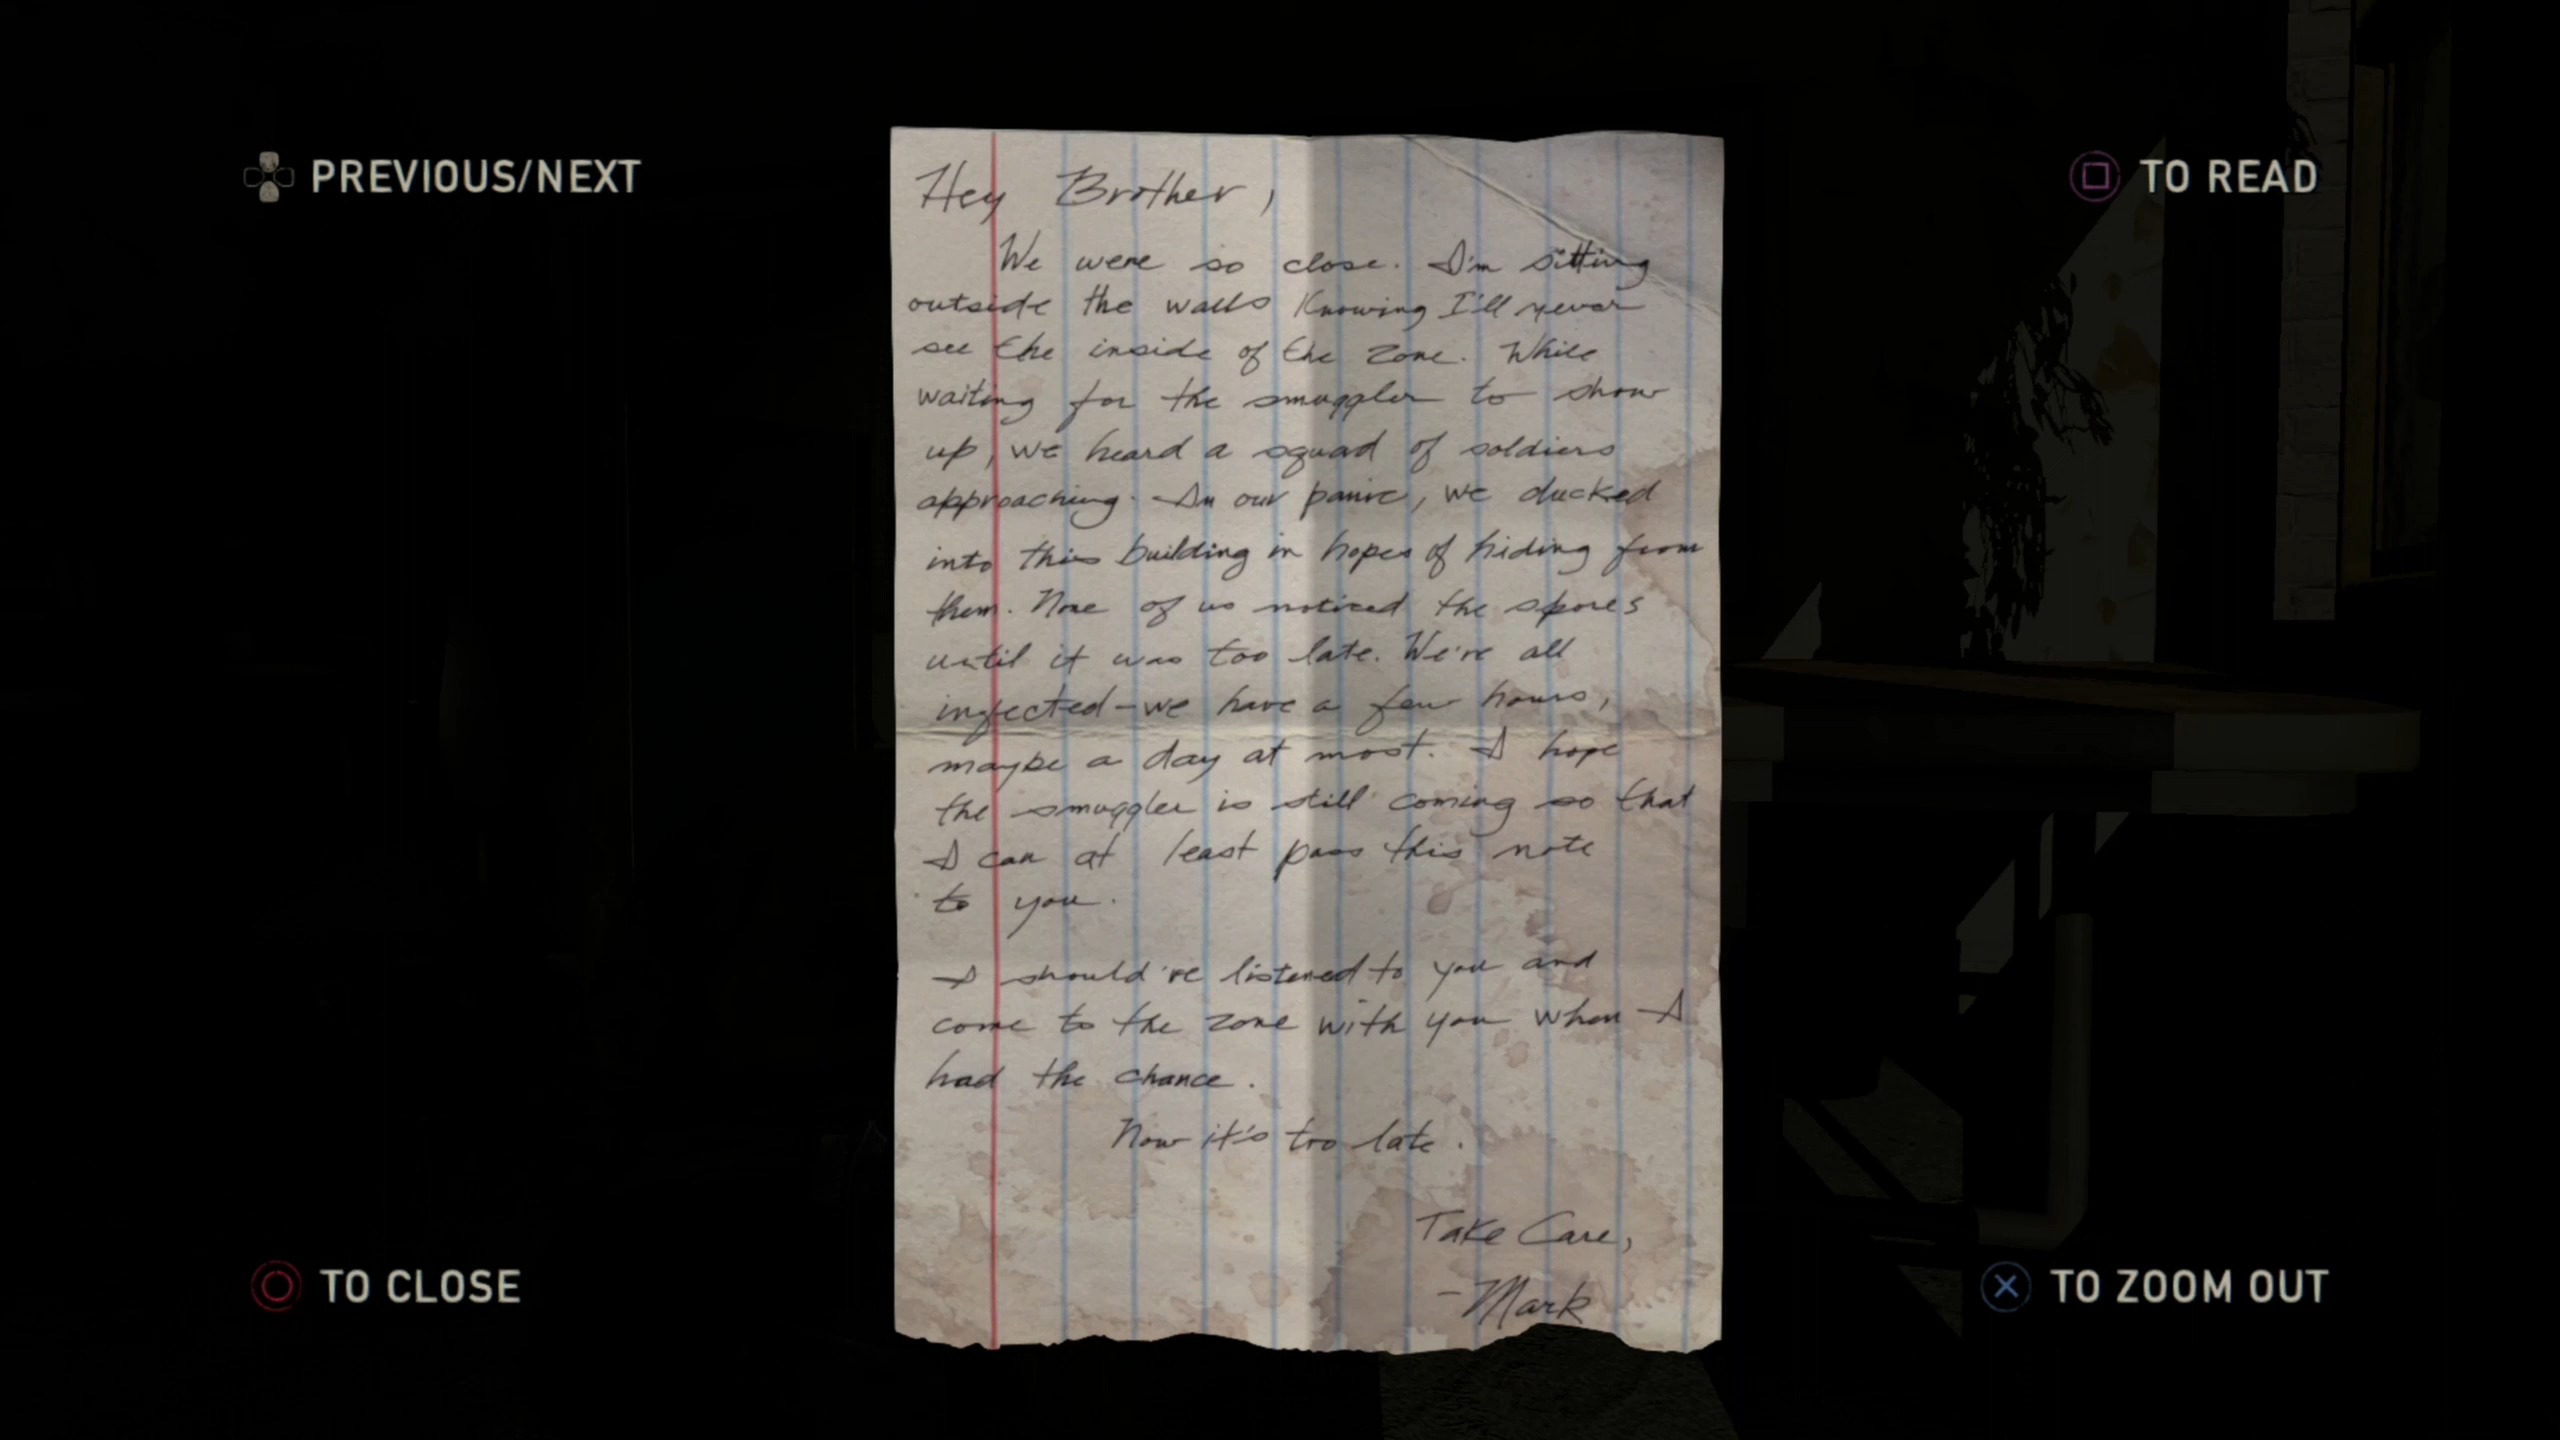 PREVIOUS/NEXT
TO READ
Hey Brother,
We were so close. I'm sitting
outside the walls Knowing I'll never
see the inside of the zone. While
waiting for the smuggler to show
up, we heard a squad of soldiers
approaching. In our panic, we ducked
into this building in hopes of hiding from
them. None of us noticed the spores
until it was too late. We're all
infected - we have a few hours,
maybe a day at most. I hope
the smuggler is still coming so that
I can at least pass this note
to you.
I should've listened to you and
come to the zone with you when I
had the chance.
Now it's too late.
Take Care,
- Mark
TO CLOSE
TO ZOOM OUT